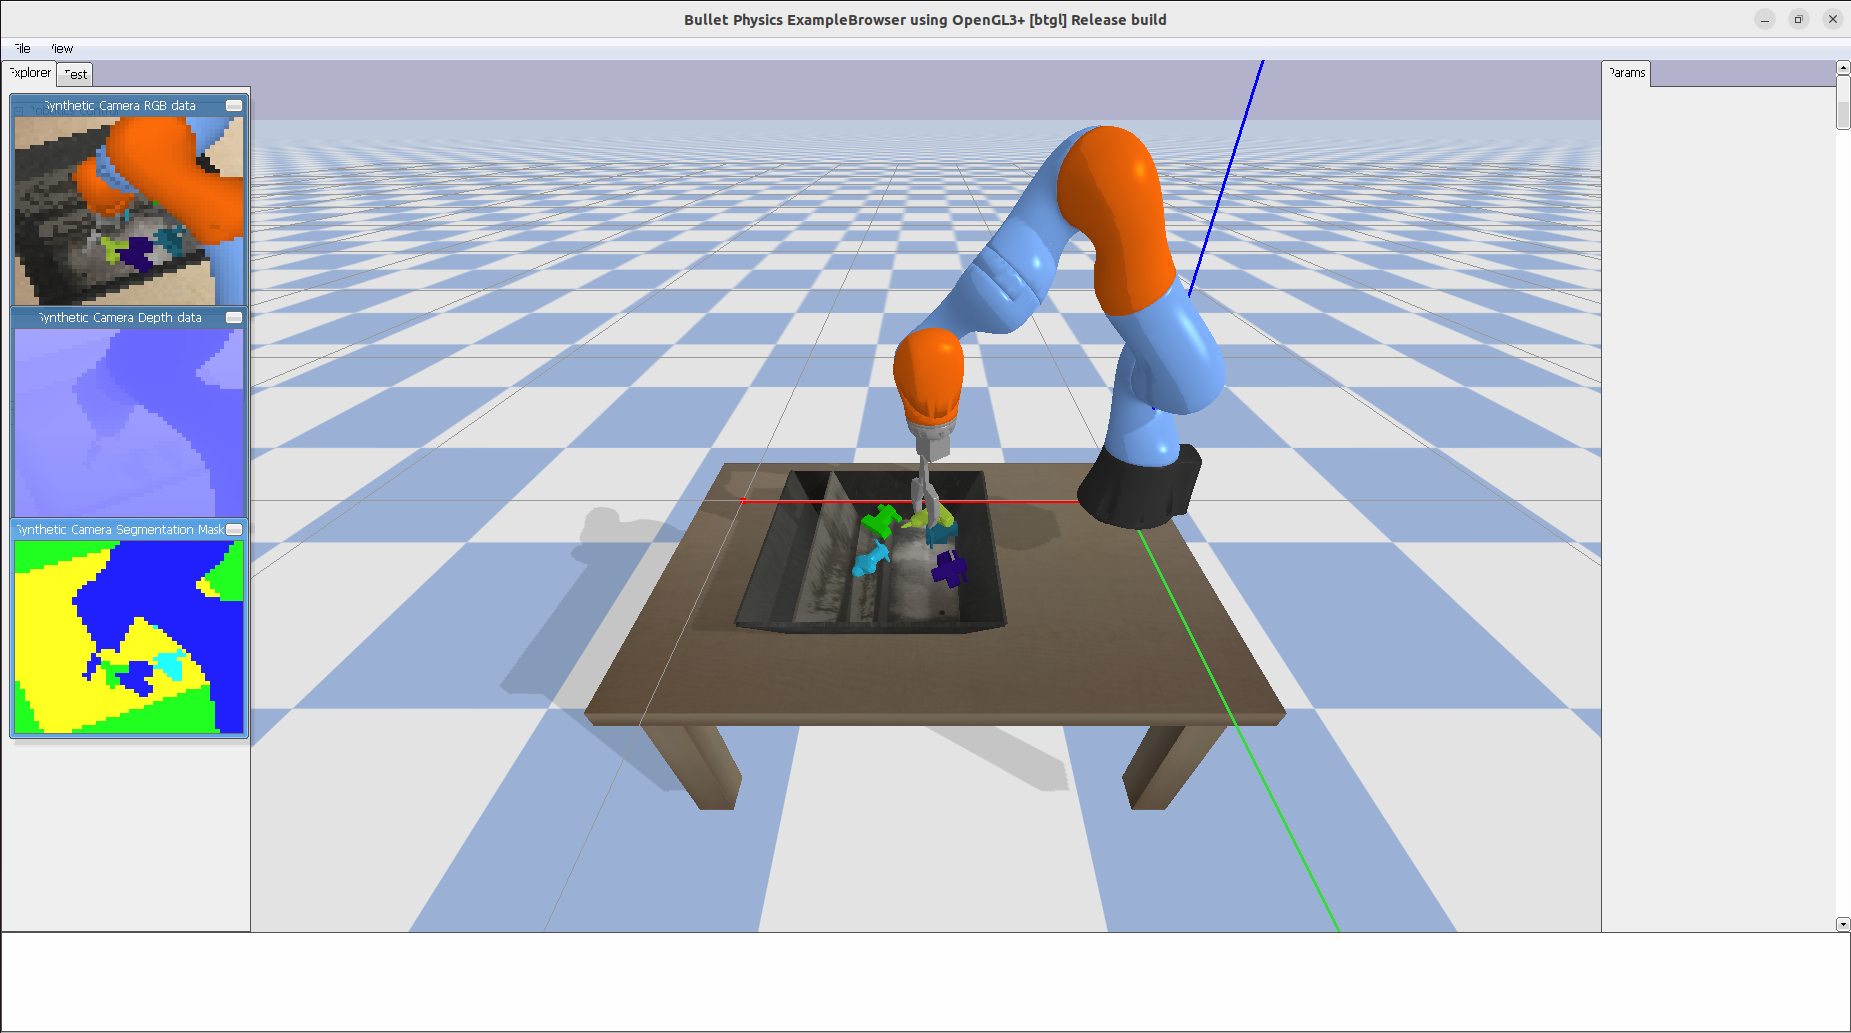 Bullet Physics ExampleBrowser using OpenGL3+ [btgl] Release build
File View
Explorer Test
Params
Synthetic Camera RGB data
Synthetic Camera Depth data
Synthetic Camera Segmentation Mask